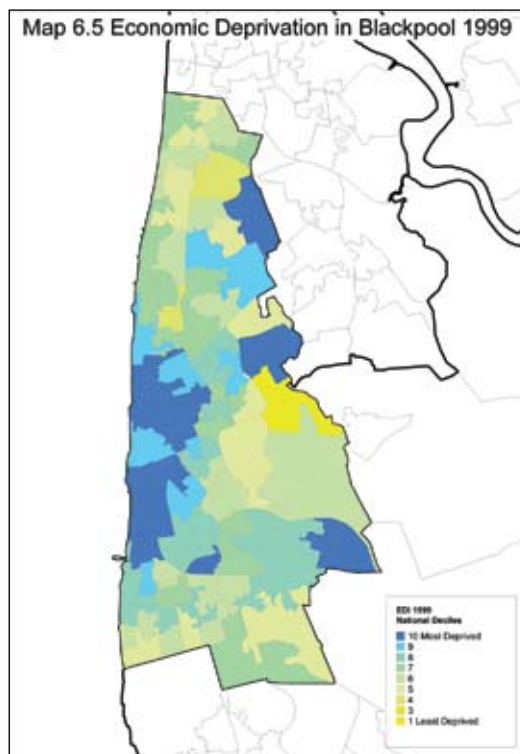 Map 6.5 Economic Deprivation in Blackpool 1999
EDI 1999
National Deciles
10 Most Deprived
9
8
7
6
5
4
3
1 Least Deprived